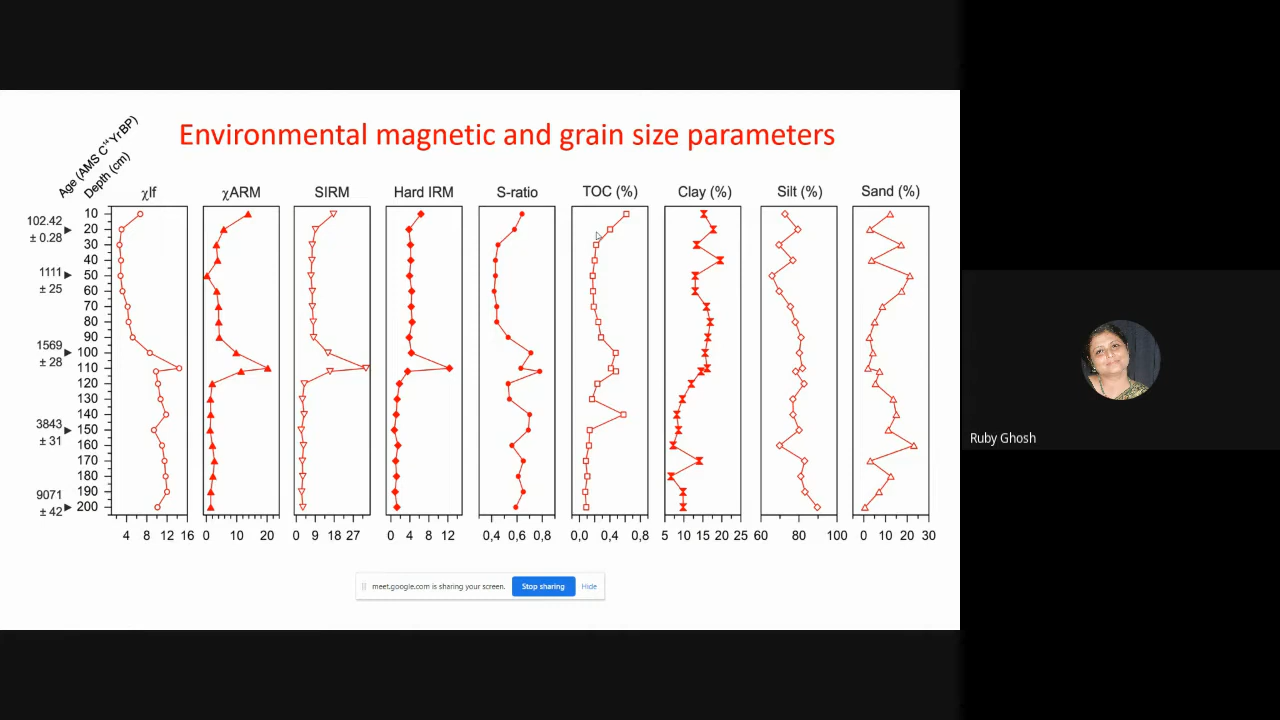 Environmental magnetic and grain size parameters
Age (AMS C¹⁴ Yr BP)
Depth (cm)
χlf
χARM
SIRM
Hard IRM
S-ratio
TOC (%)
Clay (%)
Silt (%)
Sand (%)
102.42
± 0.28
1111
± 25
1569
± 28
3843
± 31
9071
± 42
10
20
30
40
50
60
70
80
90
100
110
120
130
140
150
160
170
180
190
200
4 8 12 16
0 10 20
0 9 18 27
0 4 8 12
0,4 0,6 0,8
0,0 0,4 0,8
5 10 15 20 25
60 80 100
0 10 20 30
meet.google.com is sharing your screen. Stop sharing Hide
Ruby Ghosh